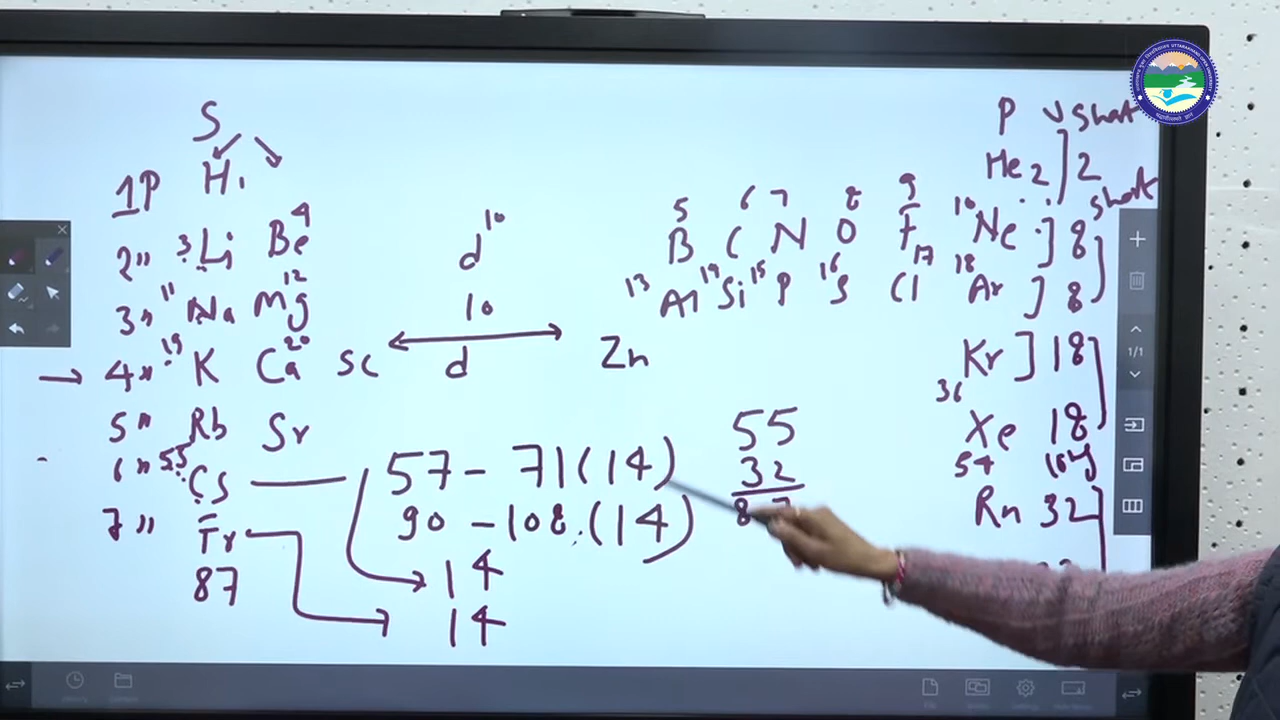 S P V Short
1P H, He 2 ] 2
Short
2" 3 Li Be 4 d 10 5 B 6 C 7 N 8 O 9 F 10 Ne ] 8
3" 11 Na Mg 12 10 13 Al 14 Si 15 P 16 S 17 Cl 18 Ar ] 8
4" 19 K Ca 20 Sc d Zn Kr 36 ] 18
5" Rb Sr 55 Xe 54 18
6" 55 Cs 57 - 71 (14) 32 Rn 32
7" Fr 90 - 108. (14)
87 14
14
1/1